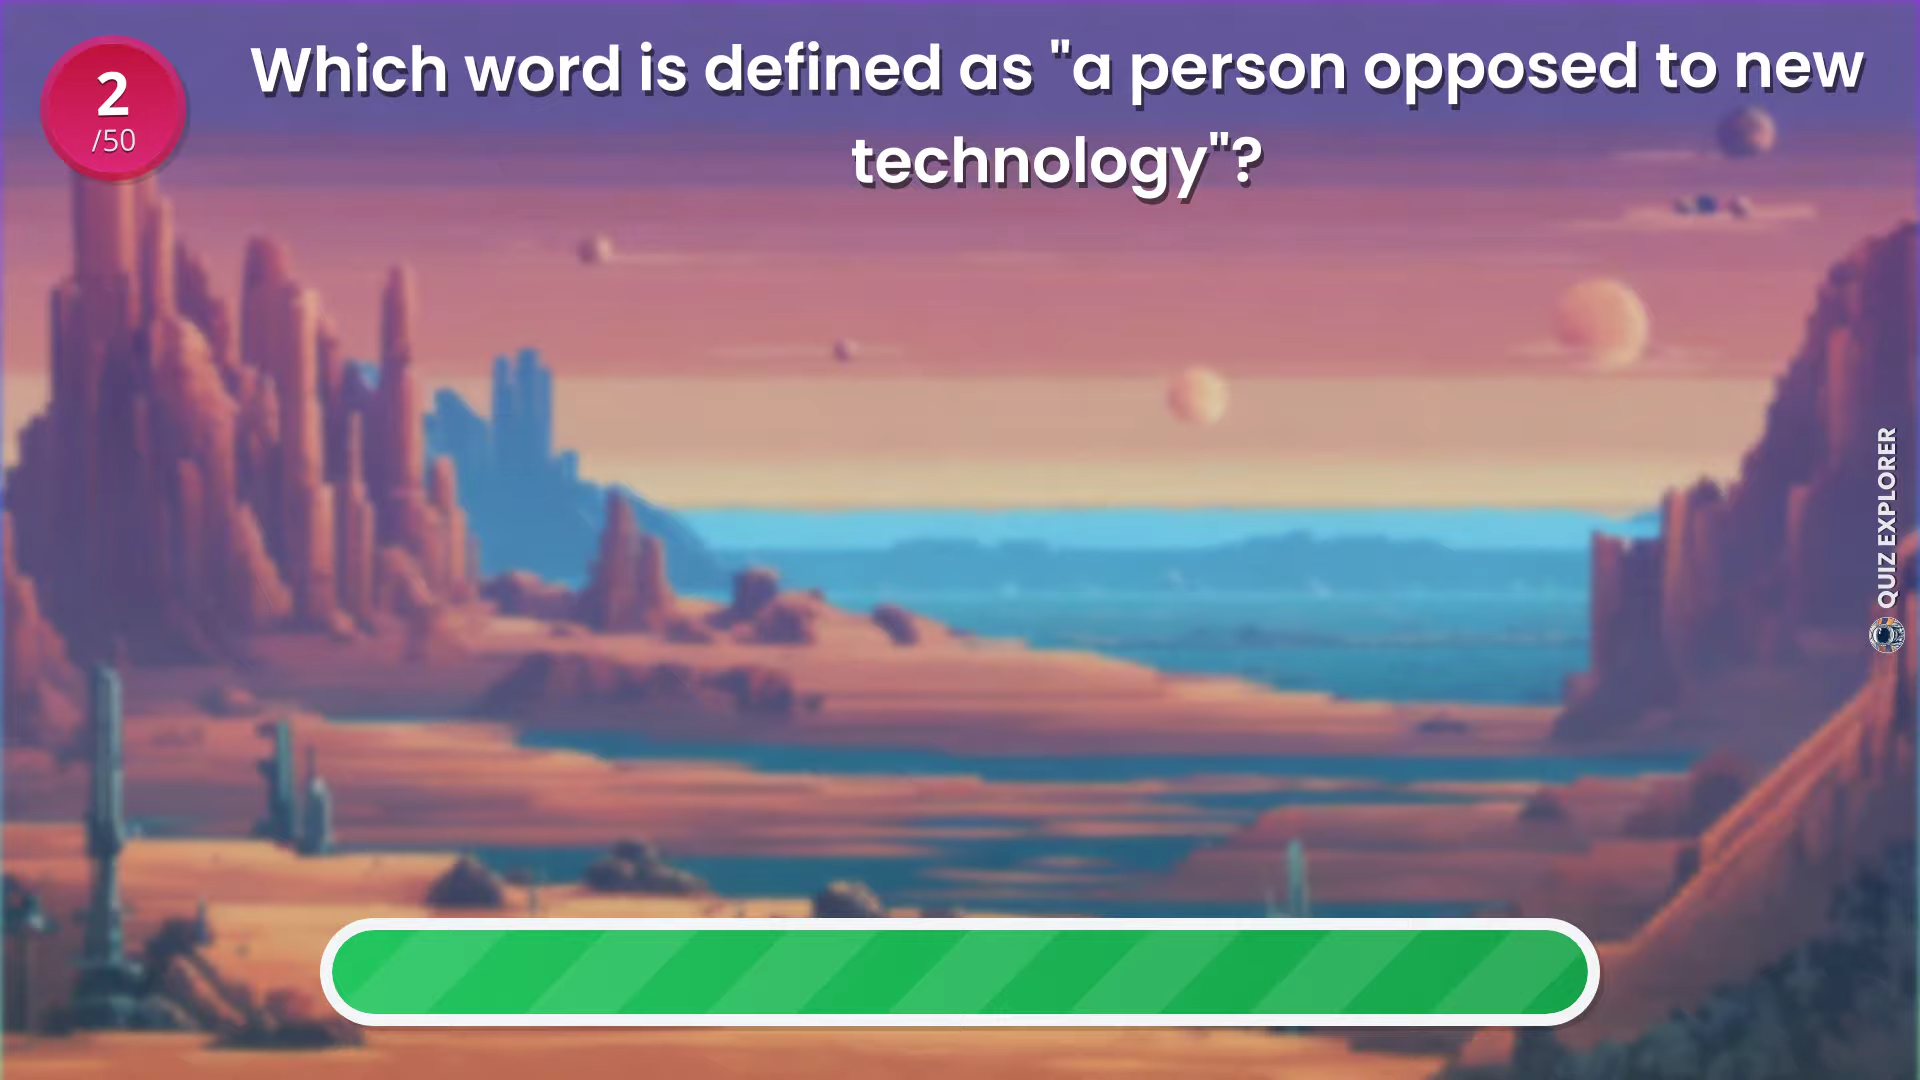 2
/50
Which word is defined as "a person opposed to new
technology"?
QUIZ EXPLORER